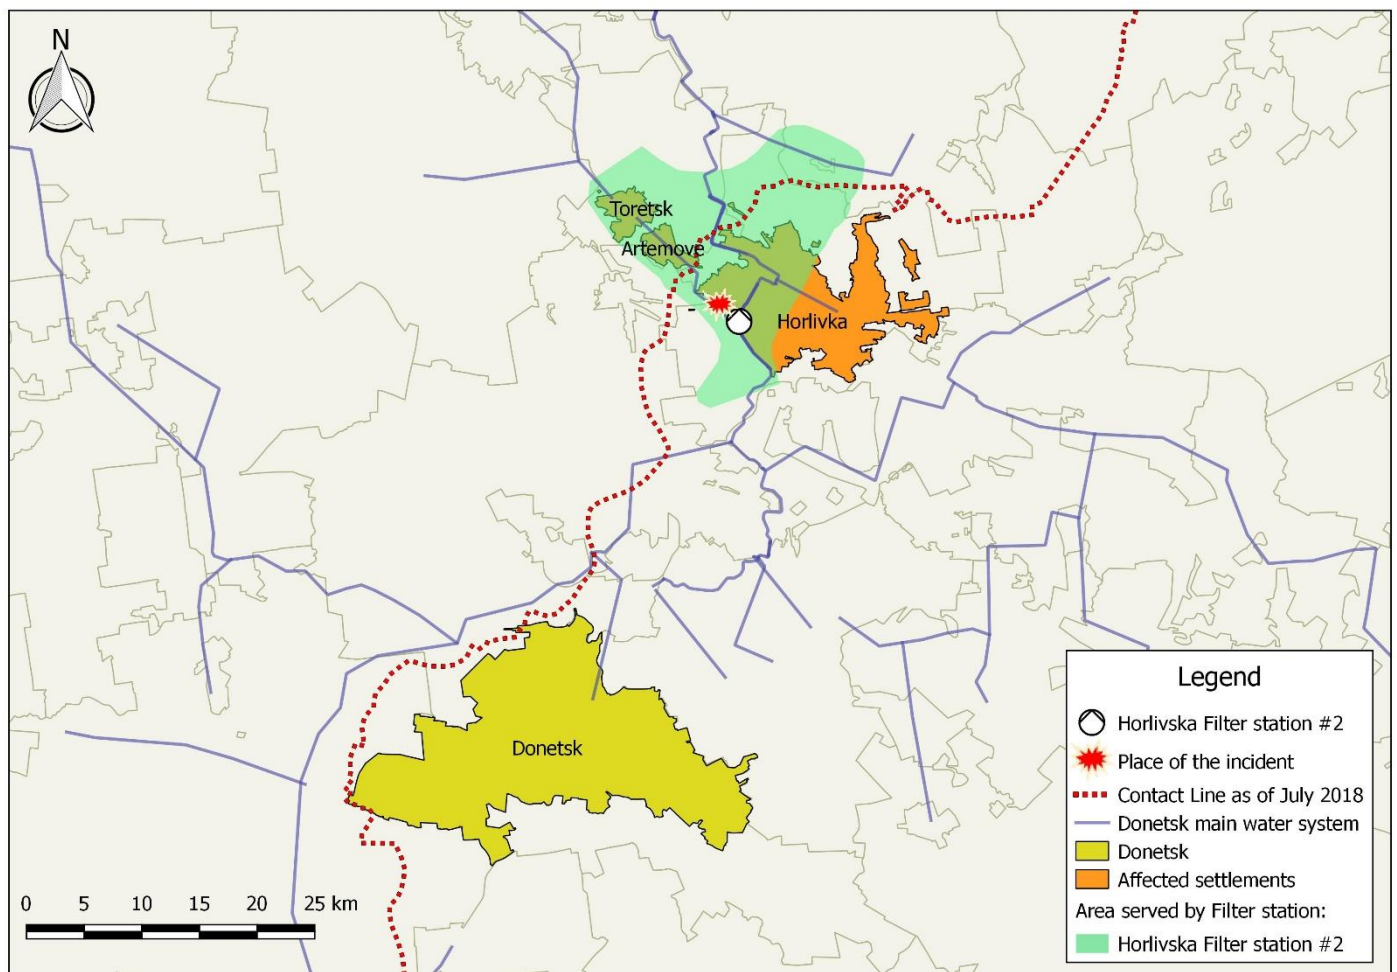 N
Toretsk
Artemove
Horlivka
Donetsk
0 5 10 15 20 25 km
Legend
Horlivska Filter station #2
Place of the incident
Contact Line as of July 2018
Donetsk main water system
Donetsk
Affected settlements
Area served by Filter station:
Horlivska Filter station #2